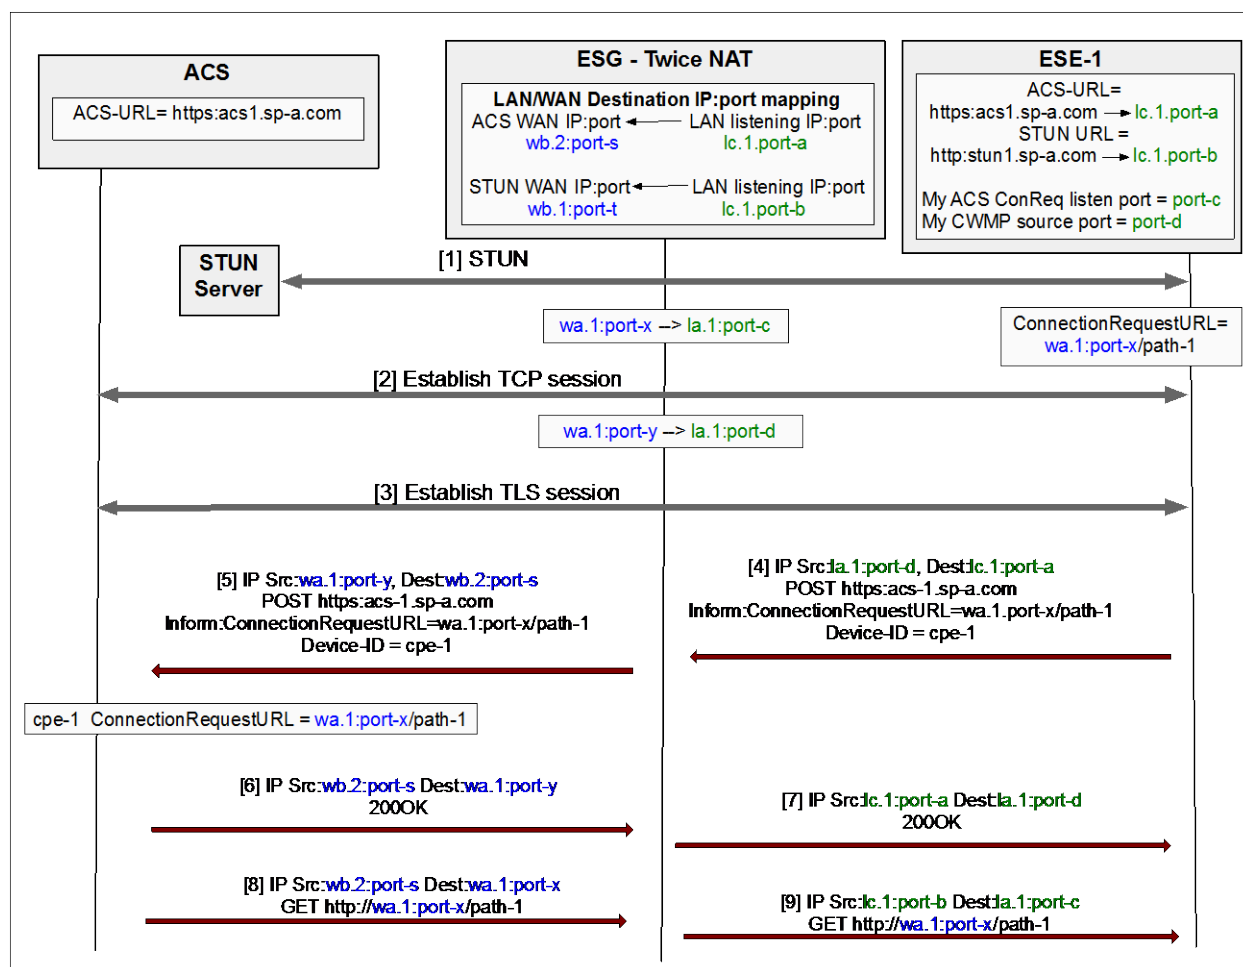 ACS
ACS-URL= https:acs1.sp-a.com
ESG - Twice NAT
LAN/WAN Destination IP:port mapping
ACS WAN IP:port LAN listening IP:port
wb.2:port-s lc.1.port-a
STUN WAN IP:port LAN listening IP:port
wb.1:port-t lc.1.port-b
ESE-1
ACS-URL=
https:acs1.sp-a.com lc.1.port-a
STUN URL =
http:stun1.sp-a.com lc.1.port-b
My ACS ConReq listen port = port-c
My CWMP source port = port-d
STUN
Server
[1] STUN
wa.1:port-x --> la.1:port-c
ConnectionRequestURL=
wa.1:port-x/path-1
[2] Establish TCP session
wa.1:port-y --> la.1:port-d
[3] Establish TLS session
[5] IP Src:wa.1:port-y, Dest:wb.2:port-s
POST https:acs-1.sp-a.com
Inform:ConnectionRequestURL=wa.1:port-x/path-1
Device-ID = cpe-1
[4] IP Src:la.1:port-d, Dest:lc.1:port-a
POST https:acs-1.sp-a.com
Inform:ConnectionRequestURL=wa.1.port-x/path-1
Device-ID = cpe-1
cpe-1 ConnectionRequestURL = wa.1:port-x/path-1
[6] IP Src:wb.2:port-s Dest:wa.1:port-y
200OK
[7] IP Src:lc.1:port-a Dest:la.1:port-d
200OK
[8] IP Src:wb.2:port-s Dest:wa.1:port-x
GET http://wa.1:port-x/path-1
[9] IP Src:lc.1:port-b Dest:la.1:port-c
GET http://wa.1:port-x/path-1